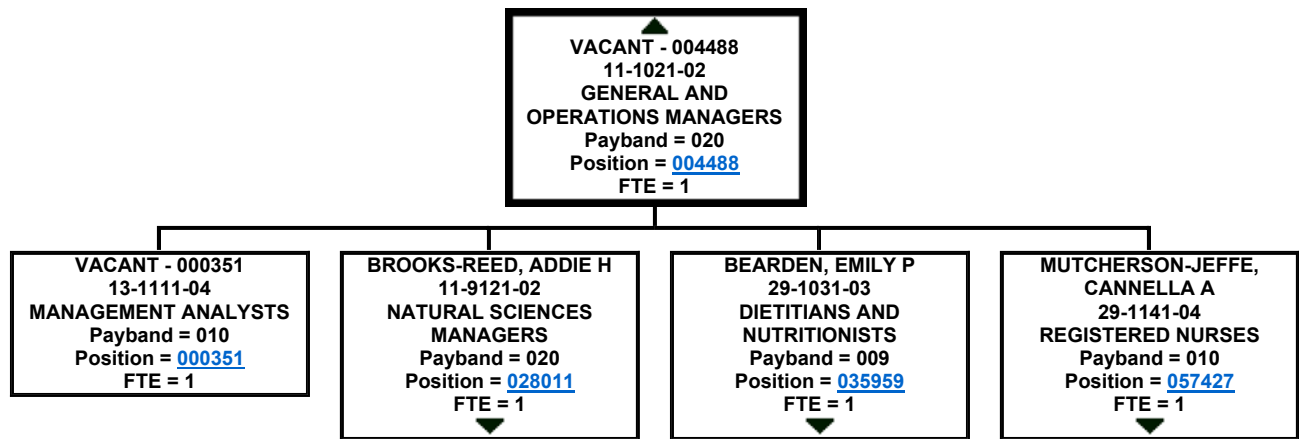 VACANT - 004488
11-1021-02
GENERAL AND
OPERATIONS MANAGERS
Payband = 020
Position = 004488
FTE = 1
VACANT - 000351
13-1111-04
MANAGEMENT ANALYSTS
Payband = 010
Position = 000351
FTE = 1
BROOKS-REED, ADDIE H
11-9121-02
NATURAL SCIENCES
MANAGERS
Payband = 020
Position = 028011
FTE = 1
BEARDEN, EMILY P
29-1031-03
DIETITIANS AND
NUTRITIONISTS
Payband = 009
Position = 035959
FTE = 1
MUTCHERSON-JEFFE,
CANNELLA A
29-1141-04
REGISTERED NURSES
Payband = 010
Position = 057427
FTE = 1